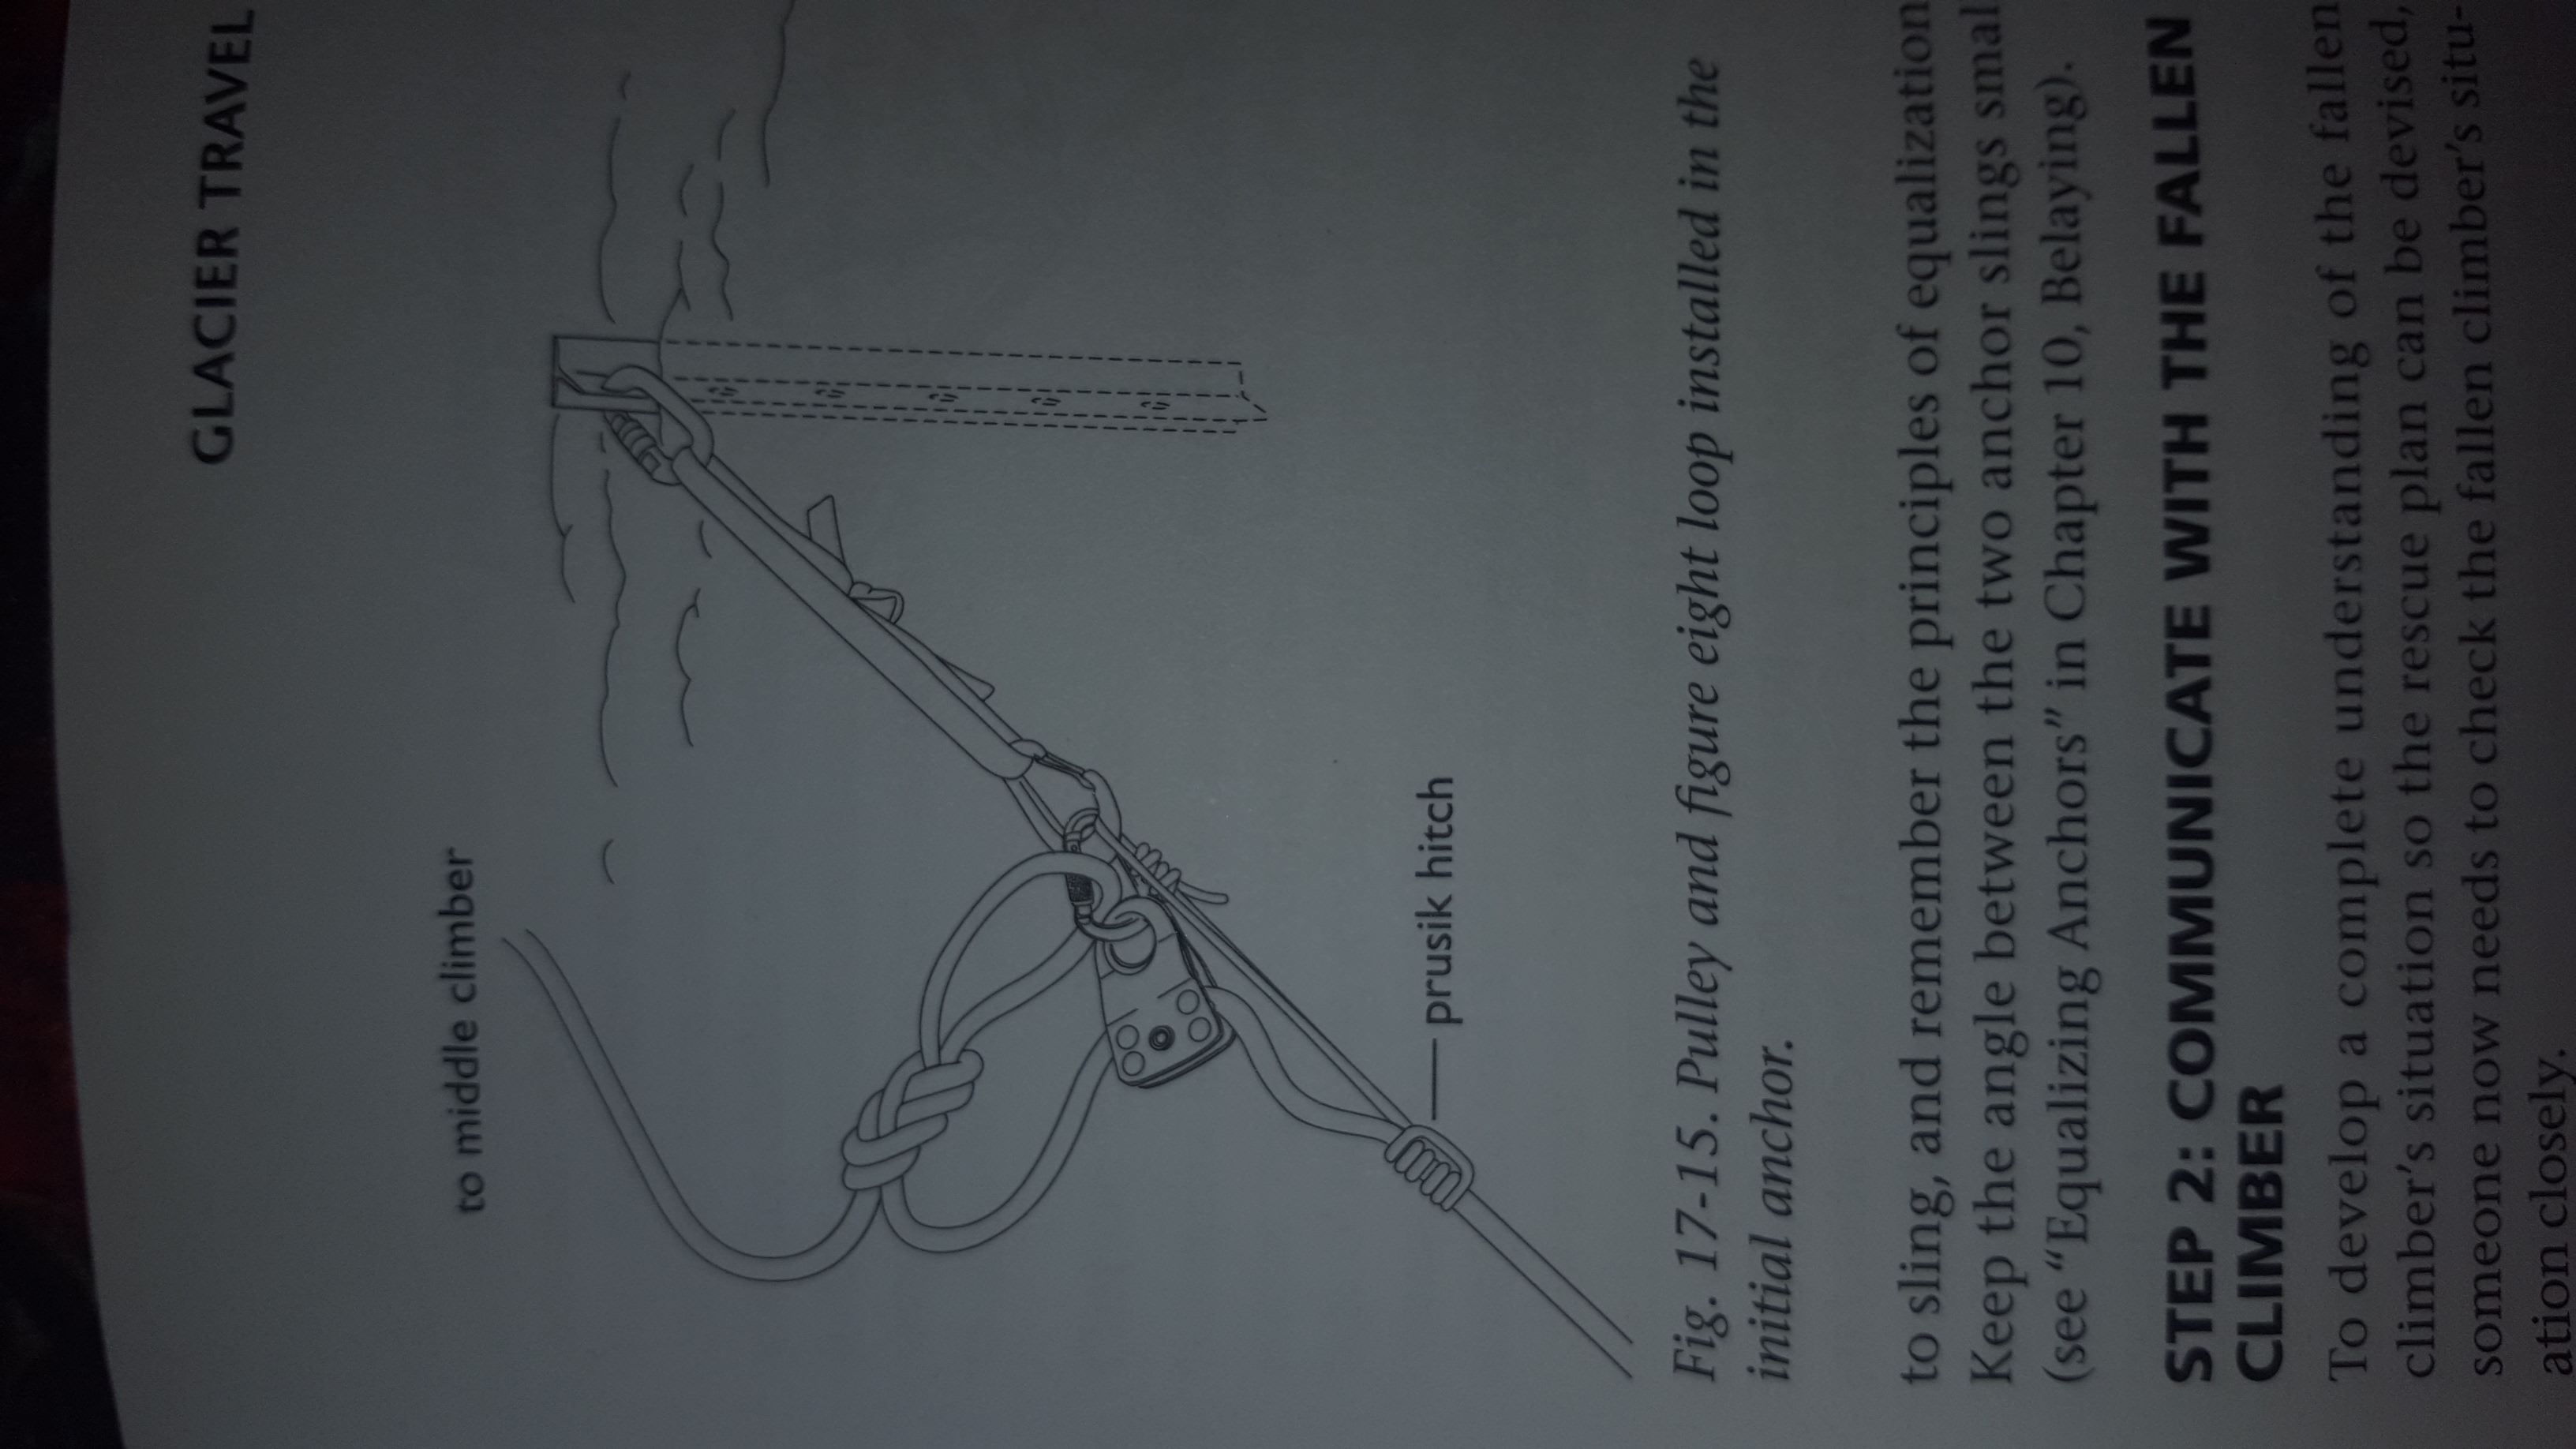 GLACIER TRAVEL
to middle climber
prusik hitch
Fig. 17-15. Pulley and figure eight loop installed in the
initial anchor.
to sling, and remember the principles of equalization
Keep the angle between the two anchor slings smal
(see “Equalizing Anchors” in Chapter 10, Belaying).
STEP 2: COMMUNICATE WITH THE FALLEN
CLIMBER
To develop a complete understanding of the fallen
climber’s situation so the rescue plan can be devised,
someone now needs to check the fallen climber’s situ-
ation closely.